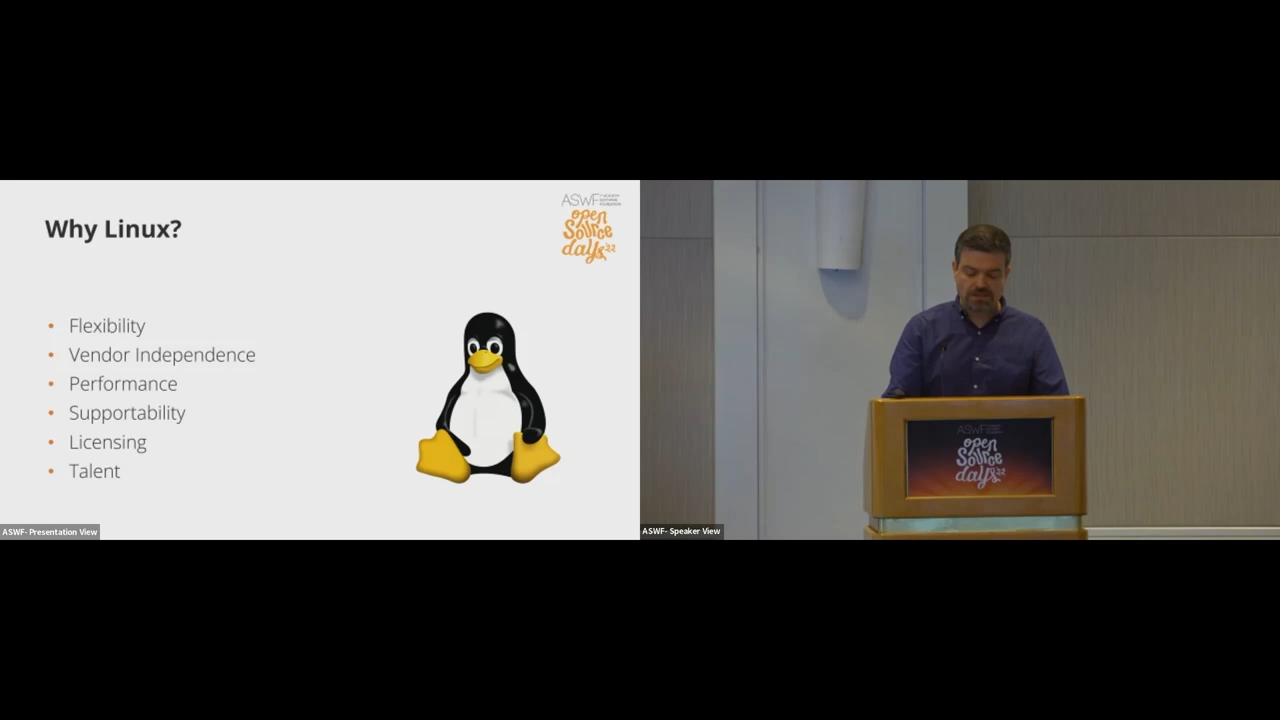 Why Linux?
ASWF
open
Source
days'22
• Flexibility
• Vendor Independence
• Performance
• Supportability
• Licensing
• Talent
ASWF- Presentation View
ASWF
open
Source
days'22
ASWF- Speaker View